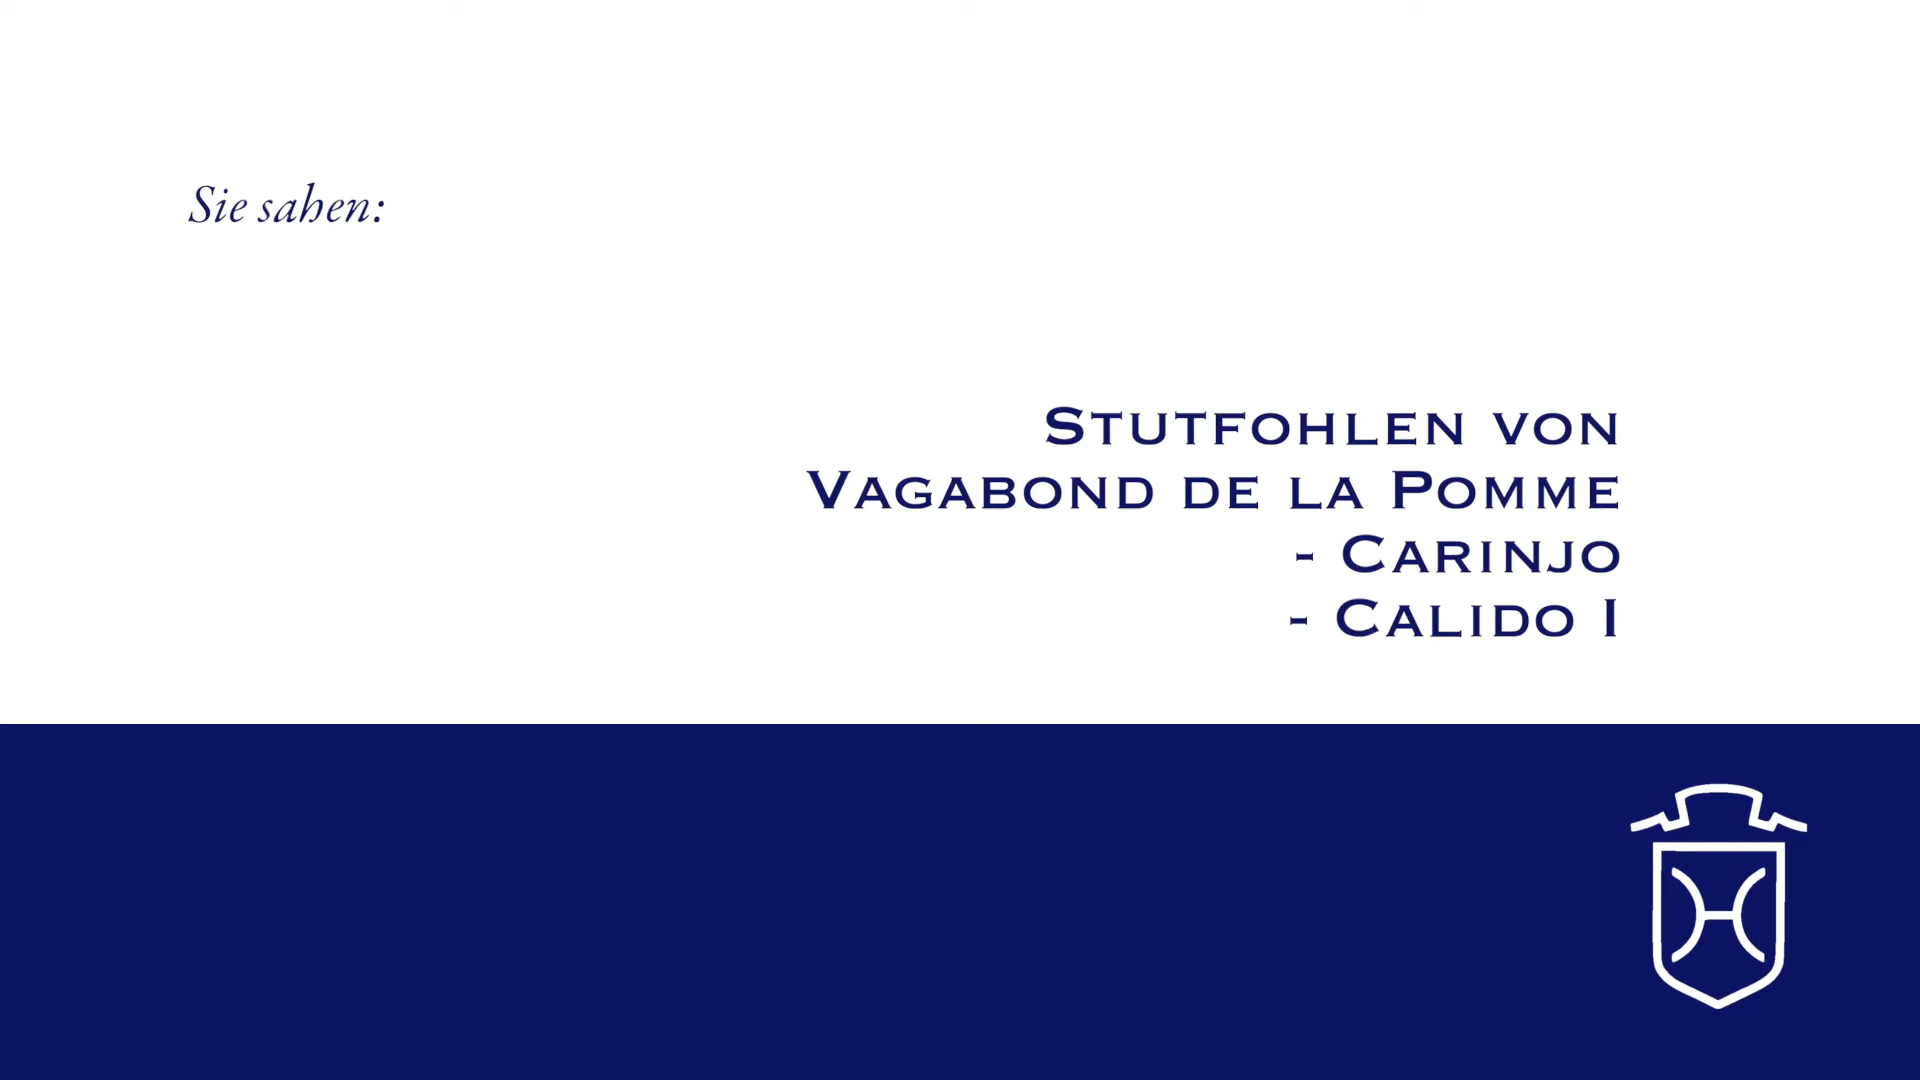 Sie sahen:
Stutfohlen von
Vagabond de la Pomme
- Carinjo
- Calido I